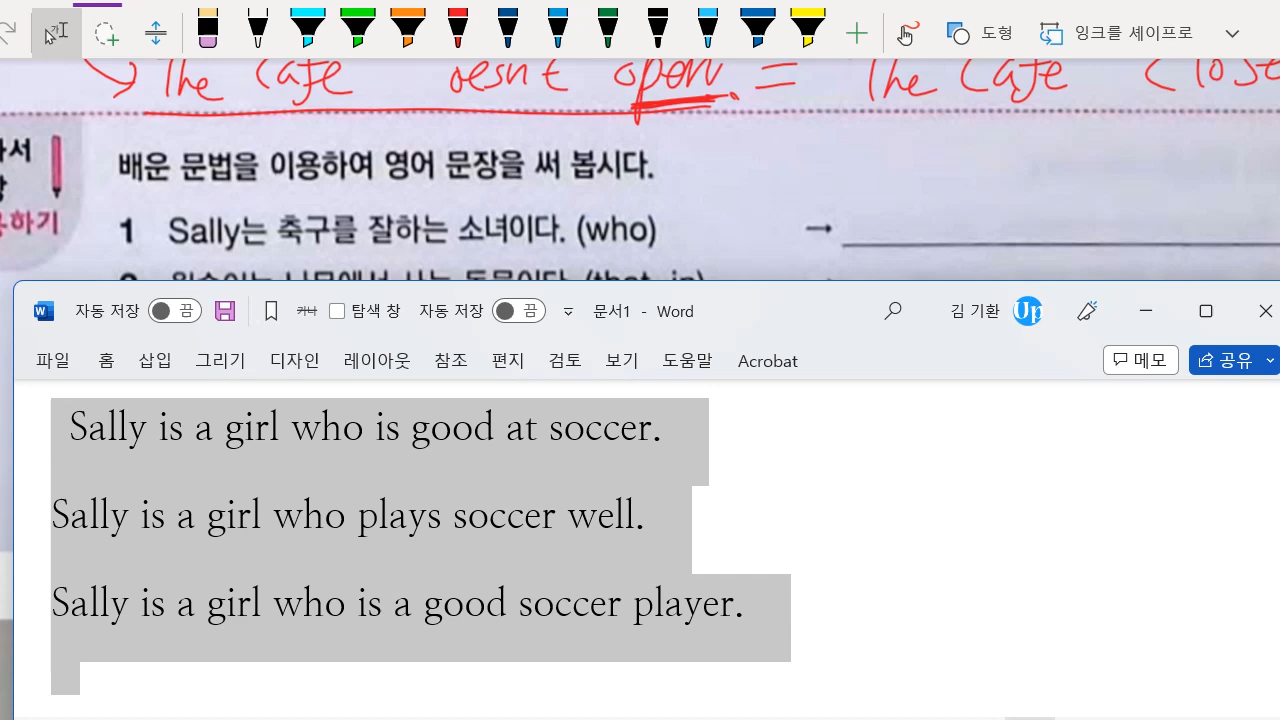 도형
잉크를 셰이프로
The Cafe oesn't open. = The Cafe Close
배운 문법을 이용하여 영어 문장을 써 봅시다.
1 Sally는 축구를 잘하는 소녀이다. (who) →
자동 저장 끔 가나 탐색 창 자동 저장 끔 문서1 - Word 김 기환 Up
파일 홈 삽입 그리기 디자인 레이아웃 참조 편지 검토 보기 도움말 Acrobat 메모 공유
Sally is a girl who is good at soccer.
Sally is a girl who plays soccer well.
Sally is a girl who is a good soccer player.